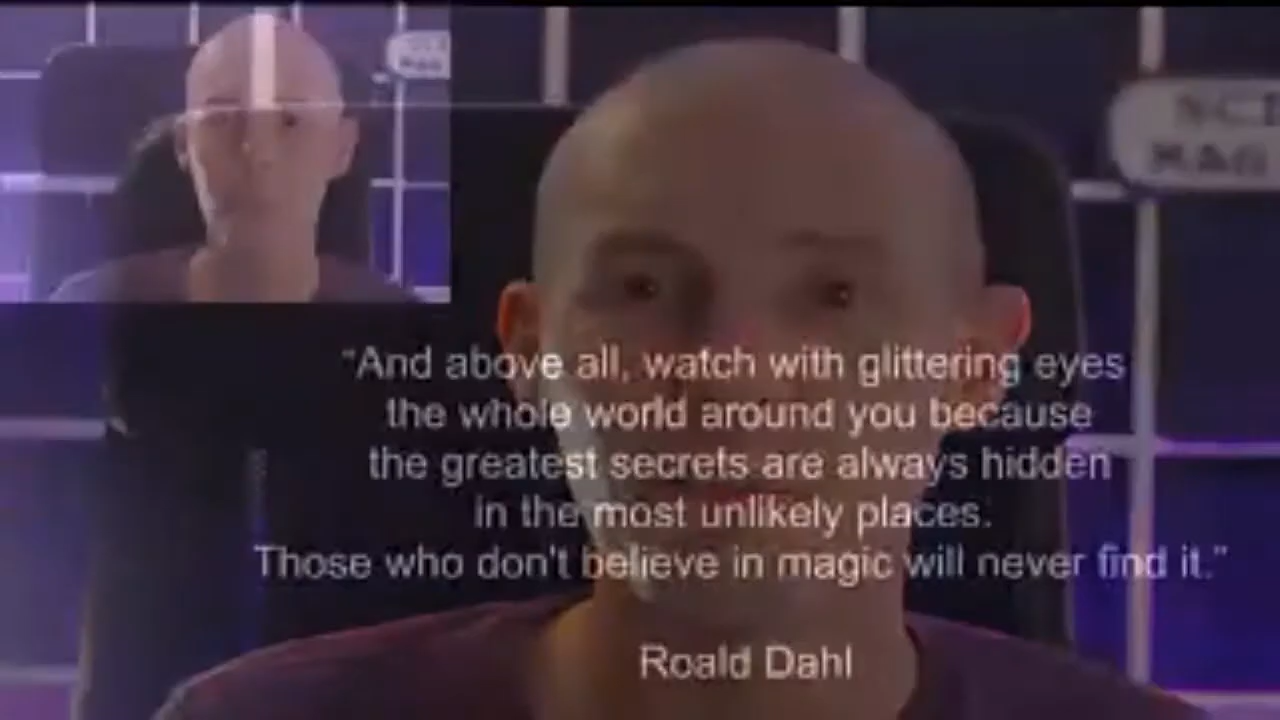 “And above all, watch with glittering eyes
the whole world around you because
the greatest secrets are always hidden
in the most unlikely places.
Those who don't believe in magic will never find it.”
Roald Dahl